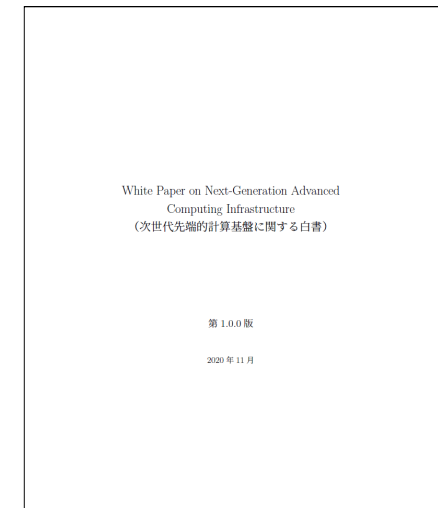 White Paper on Next-Generation Advanced
Computing Infrastructure
（次世代先端的計算基盤に関する白書）
第 1.0.0 版
2020 年 11 月